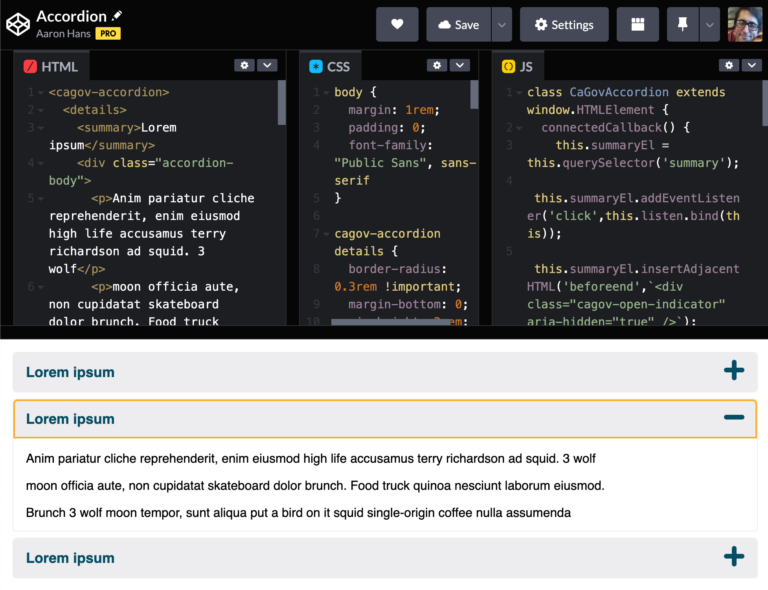 Accordion
Aaron Hans PRO
Save
Settings
HTML
1 <cagov-accordion>
2 <details>
3 <summary>Lorem
ipsum</summary>
4 <div class="accordion-
body">
5 <p>Anim pariatur cliche
reprehenderit, enim eiusmod
high life accusamus terry
richardson ad squid. 3
wolf</p>
6 <p>moon officia aute,
non cupidatat skateboard
dolor brunch. Food truck
CSS
1 body {
2 margin: 1rem;
3 padding: 0;
4 font-family:
"Public Sans", sans-
serif
5 }
6
7 cagov-accordion
details {
8 border-radius:
0.3rem !important;
9 margin-bottom: 0;
10
JS
1 class CaGovAccordion extends
window.HTMLElement {
2 connectedCallback() {
3 this.summaryEl =
this.querySelector('summary');
4
this.summaryEl.addEventListen
er('click',this.listen.bind(th
is));
5
this.summaryEl.insertAdjacent
HTML('beforeend',`<div
class="cagov-open-indicator"
aria-hidden="true" />`);
Lorem ipsum
Lorem ipsum
Anim pariatur cliche reprehenderit, enim eiusmod high life accusamus terry richardson ad squid. 3 wolf
moon officia aute, non cupidatat skateboard dolor brunch. Food truck quinoa nesciunt laborum eiusmod.
Brunch 3 wolf moon tempor, sunt aliqua put a bird on it squid single-origin coffee nulla assumenda
Lorem ipsum